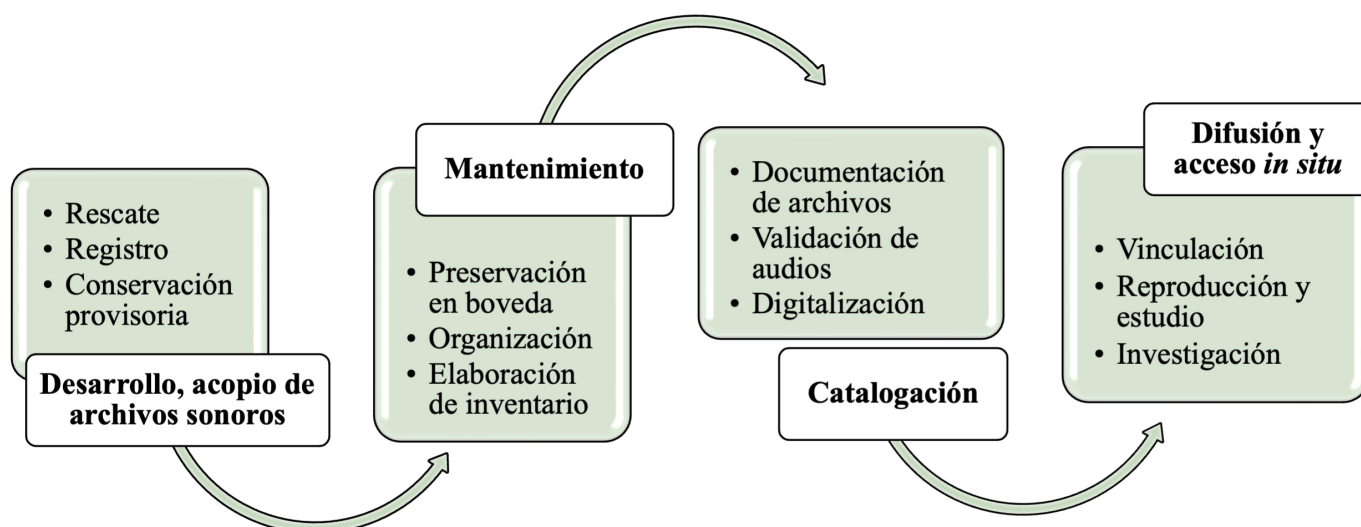 • Rescate
• Registro
• Conservación
provisoria
Desarrollo, acopio de
archivos sonoros
Mantenimiento
• Preservación
en boveda
• Organización
• Elaboración
de inventario
• Documentación
de archivos
• Validación de
audios
• Digitalización
Catalogación
Difusión y
acceso in situ
• Vinculación
• Reproducción y
estudio
• Investigación